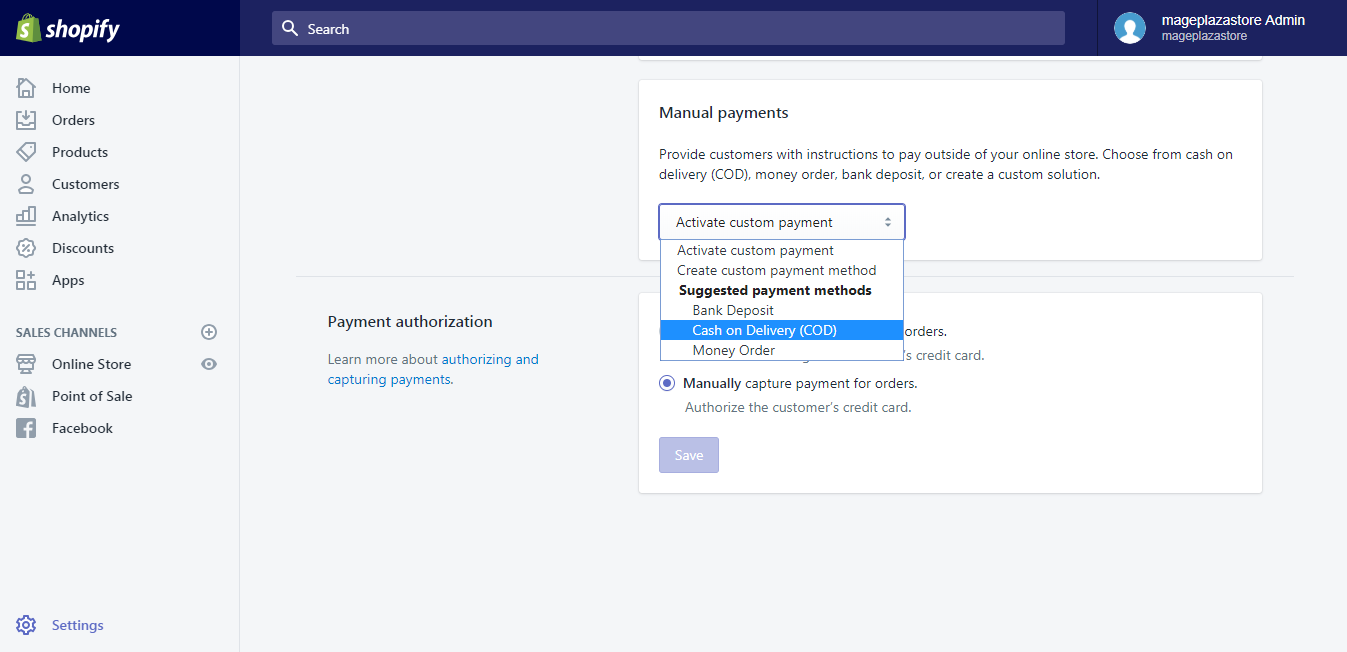 shopify
Search
mageplazastore Admin
mageplazastore
Home
Orders
Products
Customers
Analytics
Discounts
Apps
SALES CHANNELS
Online Store
Point of Sale
Facebook
Settings
Manual payments
Provide customers with instructions to pay outside of your online store. Choose from cash on
delivery (COD), money order, bank deposit, or create a custom solution.
Activate custom payment
Activate custom payment
Create custom payment method
Suggested payment methods
Bank Deposit
Cash on Delivery (COD)
Money Order
Payment authorization
Learn more about authorizing and
capturing payments.
orders.
's credit card.
Manually capture payment for orders.
Authorize the customer's credit card.
Save